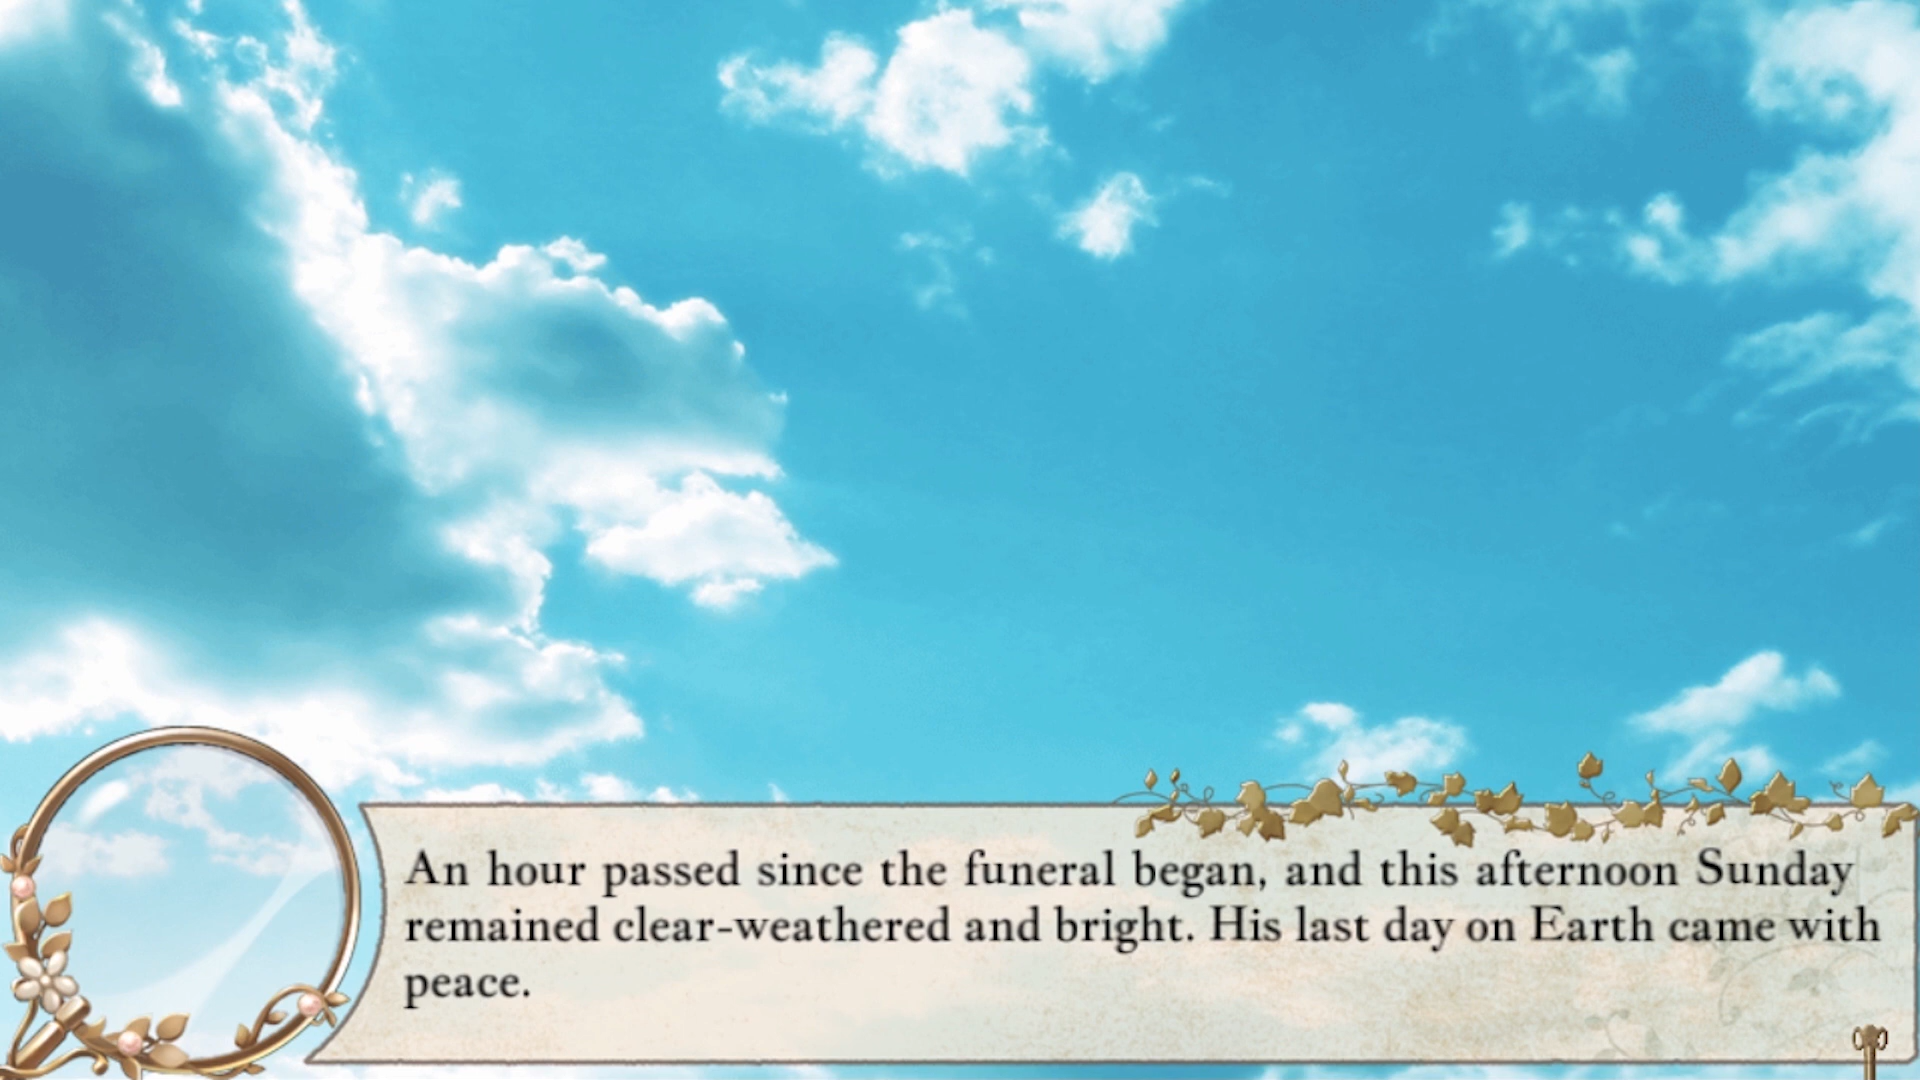 An hour passed since the funeral began, and this afternoon Sunday
remained clear-weathered and bright. His last day on Earth came with
peace.